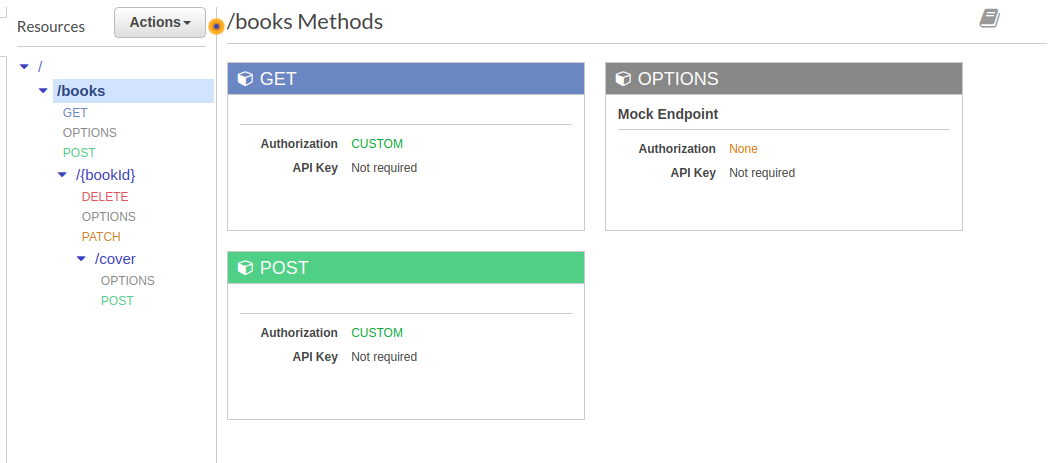 Resources
Actions
/books Methods
/
/books
GET
OPTIONS
POST
/{bookId}
DELETE
OPTIONS
PATCH
/cover
OPTIONS
POST
GET
Authorization CUSTOM
API Key Not required
OPTIONS
Mock Endpoint
Authorization None
API Key Not required
POST
Authorization CUSTOM
API Key Not required